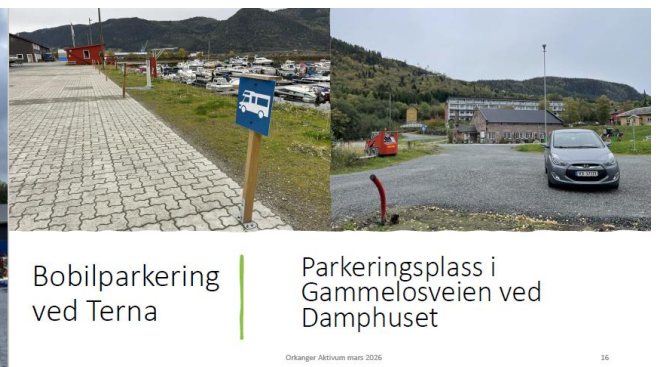 Bobilparkering
ved Terna
Parkeringsplass i
Gammelosveien ved
Damphuset
Orkanger Aktivum mars 2026
16